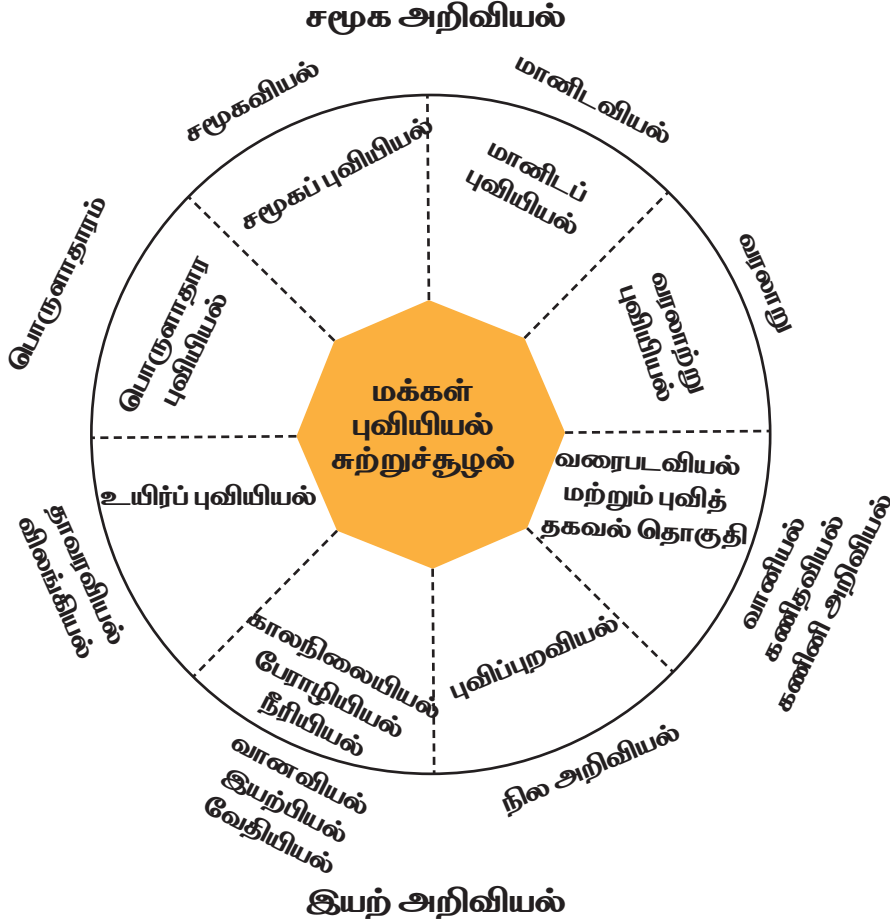 சமூக அறிவியல்
சமூகவியல்
மானிடவியல்
சமூகப் புவியியல்
மானிடப்
புவியியல்
பொருளாதாரம்
பொருளாதார
புவியியல்
வரலாற்று
புவியியல்
வரலாறு
மக்கள்
புவியியல்
சுற்றுச்சூழல்
உயிர்ப் புவியியல்
வரைபடவியல்
மற்றும் புவித்
தகவல் தொகுதி
தாவரவியல்
விலங்கியல்
வானியல்
கணிதவியல்
கணினி அறிவியல்
காலநிலையியல்
பேராழியியல்
நீரியியல்
புவிப்புறவியல்
வானவியல்
இயற்பியல்
வேதியியல்
நில அறிவியல்
இயற் அறிவியல்